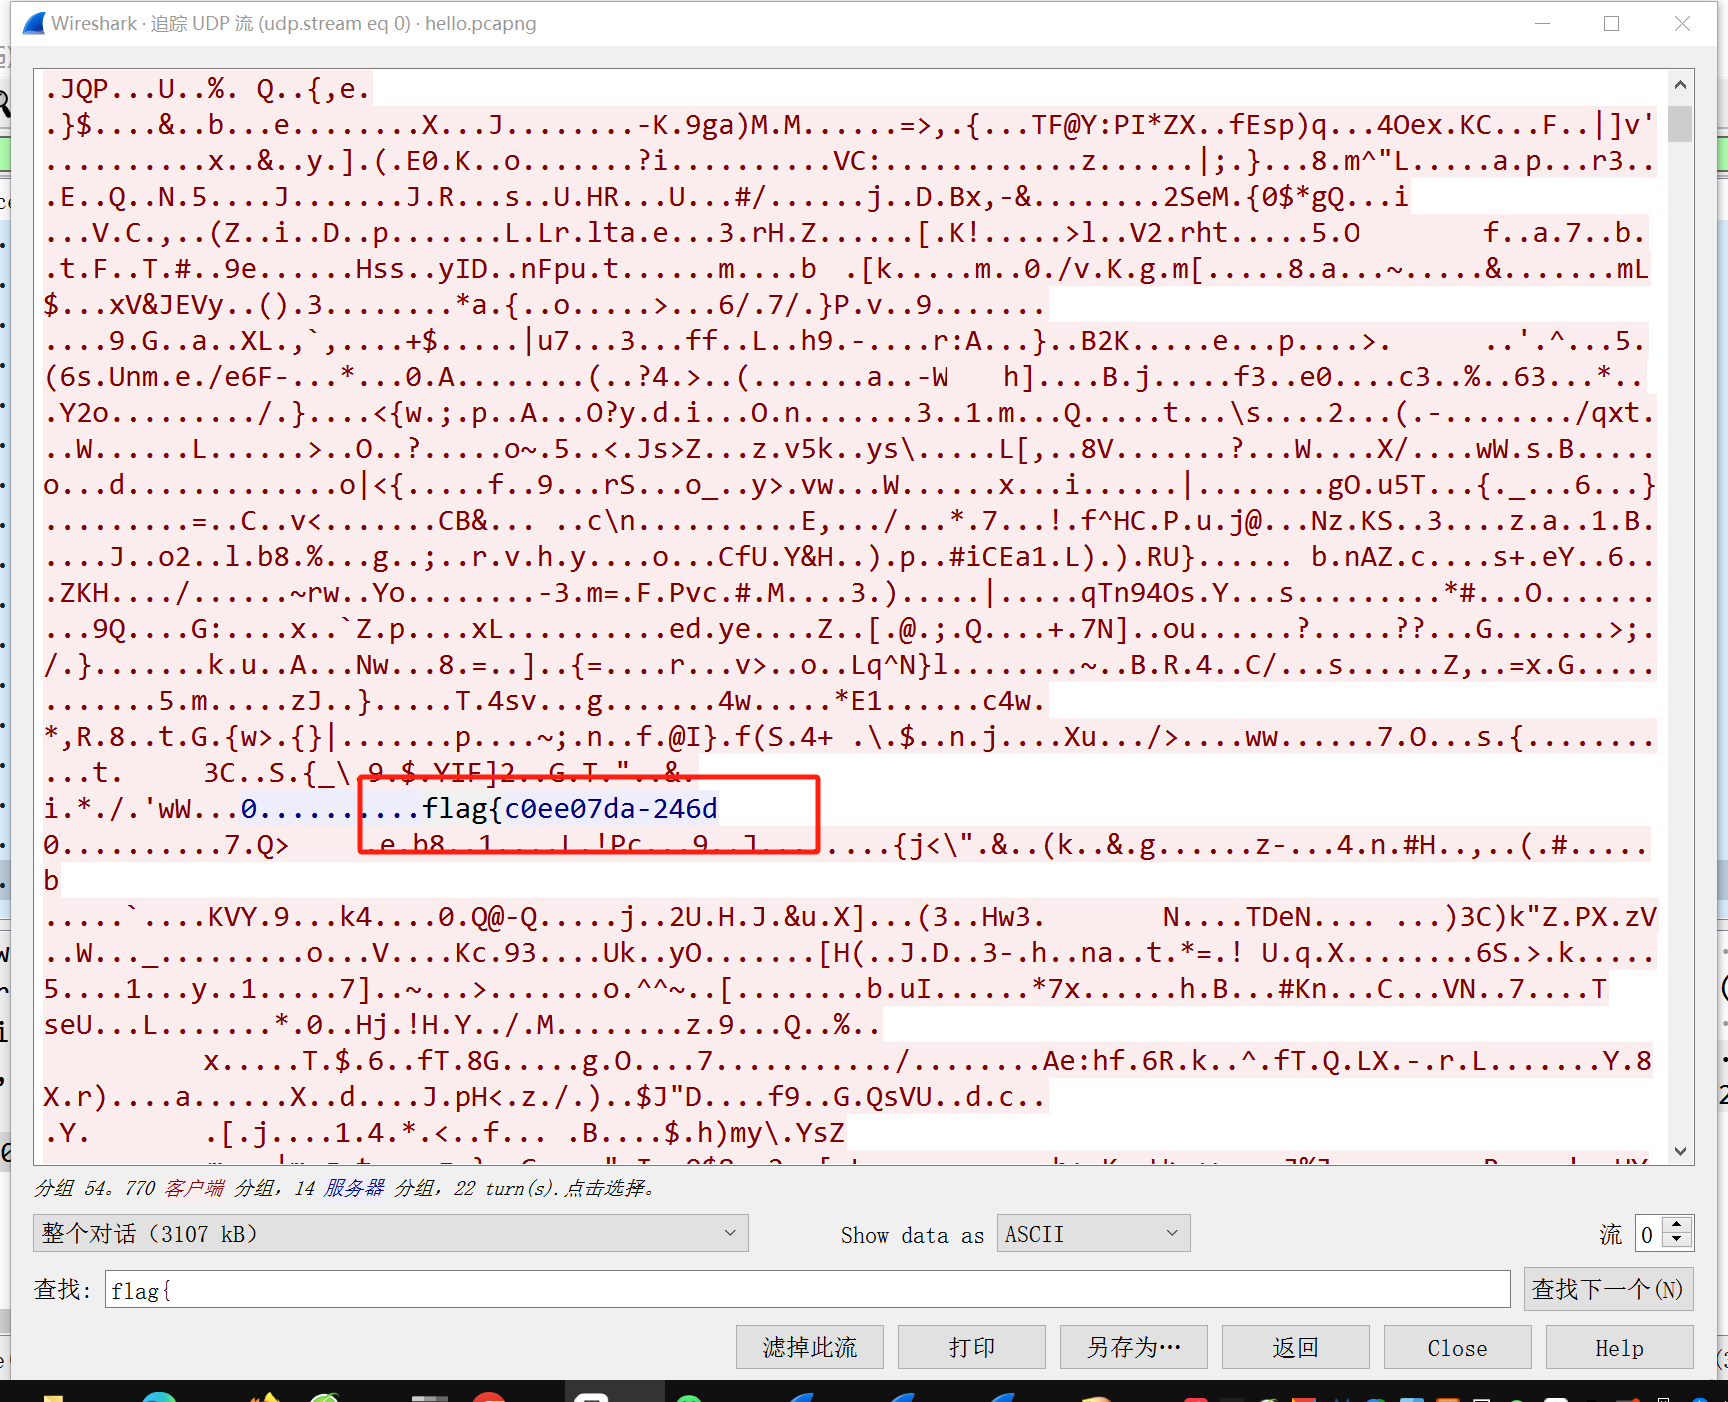 Wireshark · 追踪 UDP 流 (udp.stream eq 0) · hello.pcapng
.JQP...U..%. Q..{,e.
.}$....&..b...e........X...J........-K.9ga)M.M......=>,.{...TF@Y:PI*ZX..fEsp)q...4Oex.KC...F..|]v'
..........x..&..y.].(.E0.K..o.......?i..........VC:............z......|;.}...8.m^"L.....a.p...r3..
.E..Q..N.5....J.......J.R...s..U.HR...U...#/......j..D.Bx,-&........2SeM.{0$*gQ...i
...V.C.,..(Z..i..D..p.......L.Lr.lta.e...3.rH.Z......[.K!.....>l..V2.rht.....5.O f..a.7..b.
.t.F..T.#..9e......Hss..yID..nFpu.t......m....b .[k.....m..0./v.K.g.m[.....8.a...~.....&.......mL
$...xV&JEVy..().3........*a.{..o.....>...6/.7/.}P.v..9.......
....9.G..a..XL.,`,....+$.....|u7...3...ff..L..h9.-....r:A...}..B2K.....e...p....>. ..'.^...5.
(6s.Unm.e./e6F-...*...0.A........(..?4.>..(.......a..-W h]....B.j.....f3..e0....c3..%..63...*..
.Y2o........./.}....<{w.;.p..A...O?y.d.i...O.n.......3..1.m...Q.....t...\s....2...(.-......../qxt.
..W......L......>..O..?.....o~.5..<.Js>Z...z.v5k..ys\.....L[,..8V.......?...W....X/....wW.s.B.....
o...d.............o|<{.....f..9...rS...o_..y>.vw...W......x...i......|........gO.u5T...{._...6...}
.........=..C..v<.......CB&... ..c\n..........E,.../...*.7...!.f^HC.P.u.j@...Nz.KS..3....z.a..1.B.
....J..o2..l.b8.%...g..;..r.v.h.y....o...CfU.Y&H..).p..#iCEa1.L).).RU}...... b.nAZ.c....s+.eY..6..
.ZKH..../......~rw..Yo........-3.m=.F.Pvc.#.M....3.).....|.....qTn94Os.Y...s.........*#...O.......
...9Q....G:....x..`Z.p....xL..........ed.ye....Z..[.@.;.Q....+.7N]..ou......?.....??...G.......>;.
/.}.......k.u..A...Nw...8.=..]..{=....r...v>..o..Lq^N}l........~..B.R.4..C/...s......Z,..=x.G.....
.......5.m.....zJ..}.....T.4sv...g.......4w.....*E1......c4w.
*,R.8..t.G.{w>.{}|.......p....~;.n..f.@I}.f(S.4+ .\.$..n.j....Xu.../>....ww......7.O...s.{........
...t. 3C..S.{_\.9.$.YIF]2..G.T."..&.
i.*./.'wW...0..........flag{c0ee07da-246d
0..........7.Q> .e.b8..1....L.!Pc...9..J........{j<\".&..(k..&.g......z-...4.n.#H..,..(.#.....
b
.....`....KVY.9...k4....0.Q@-Q.....j..2U.H.J.&u.X]...(3..Hw3. N....TDeN.... ...)3C)k"Z.PX.zV
..W..._.........o...V....Kc.93....Uk..yO.......[H(..J.D..3-.h..na..t.*=.! U.q.X........6S.>.k.....
5....1...y..1.....7]..~...>.......o.^^~..[........b.uI......*7x......h.B...#Kn...C...VN..7....T
seU...L.......*.0..Hj.!H.Y../.M........z.9...Q..%..
x.....T.$.6..fT.8G.....g.O....7.........../........Ae:hf.6R.k..^.fT.Q.LX.-.r.L.......Y.8
X.r)....a......X..d....J.pH<.z./.)..$J"D....f9..G.QsVU..d.c..
.Y. .[.j....1.4.*.<..f... .B....$.h)my\.YsZ
分组 54。770 客户端 分组, 14 服务器 分组, 22 turn(s).点击选择。
整个对话（3107 kB）
Show data as ASCII
流 0
查找: flag{
查找下一个(N)
滤掉此流 打印 另存为… 返回 Close Help